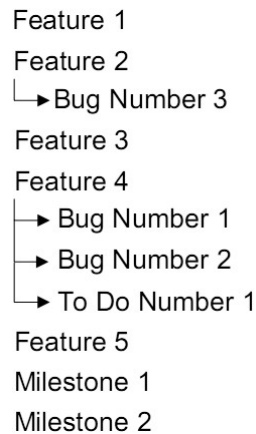 Feature 1
Feature 2
Bug Number 3
Feature 3
Feature 4
Bug Number 1
Bug Number 2
To Do Number 1
Feature 5
Milestone 1
Milestone 2